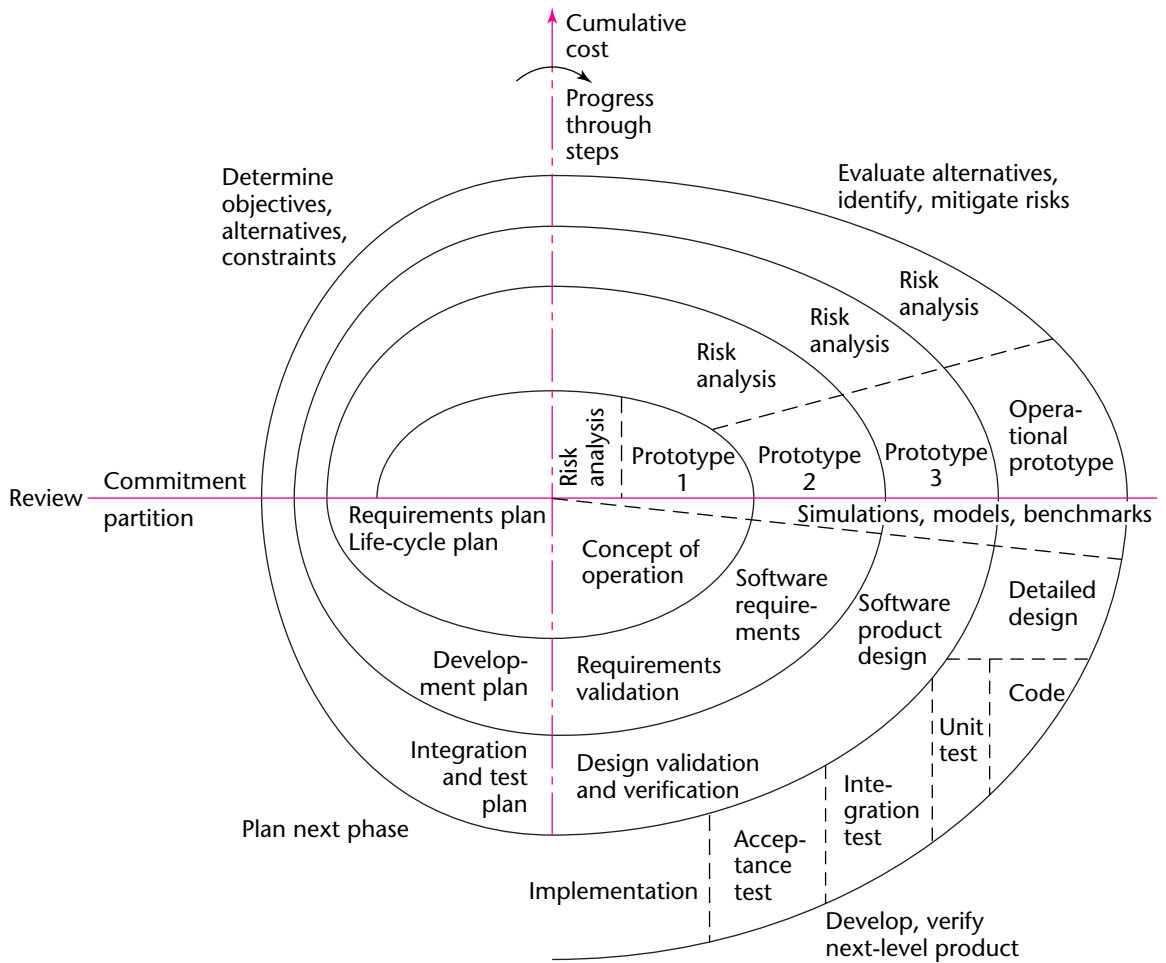 Cumulative
cost
Progress
through
steps
Determine
objectives,
alternatives,
constraints
Evaluate alternatives,
identify, mitigate risks
Risk
analysis
Risk
analysis
Risk
analysis
Risk
analysis
Prototype
1
Prototype
2
Prototype
3
Opera-
tional
prototype
Review
Commitment
partition
Requirements plan
Life-cycle plan
Simulations, models, benchmarks
Concept of
operation
Software
require-
ments
Software
product
design
Detailed
design
Develop-
ment plan
Requirements
validation
Code
Unit
test
Integration
and test
plan
Design validation
and verification
Inte-
gration
test
Plan next phase
Accep-
tance
test
Implementation
Develop, verify
next-level product